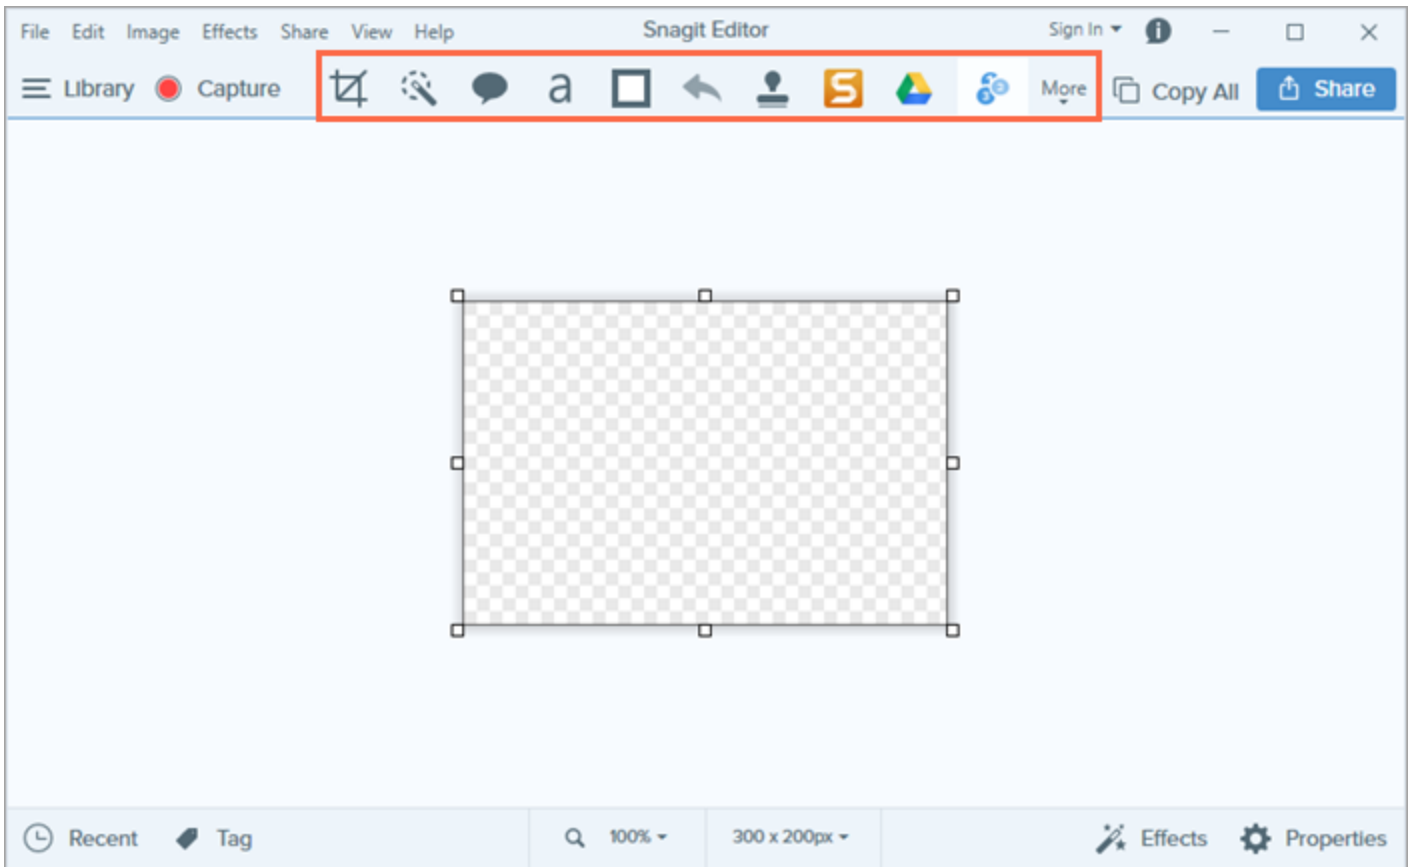 File Edit Image Effects Share View Help Snagit Editor Sign In
Library Capture a S More Copy All Share
Recent Tag 100% 300 x 200px Effects Properties